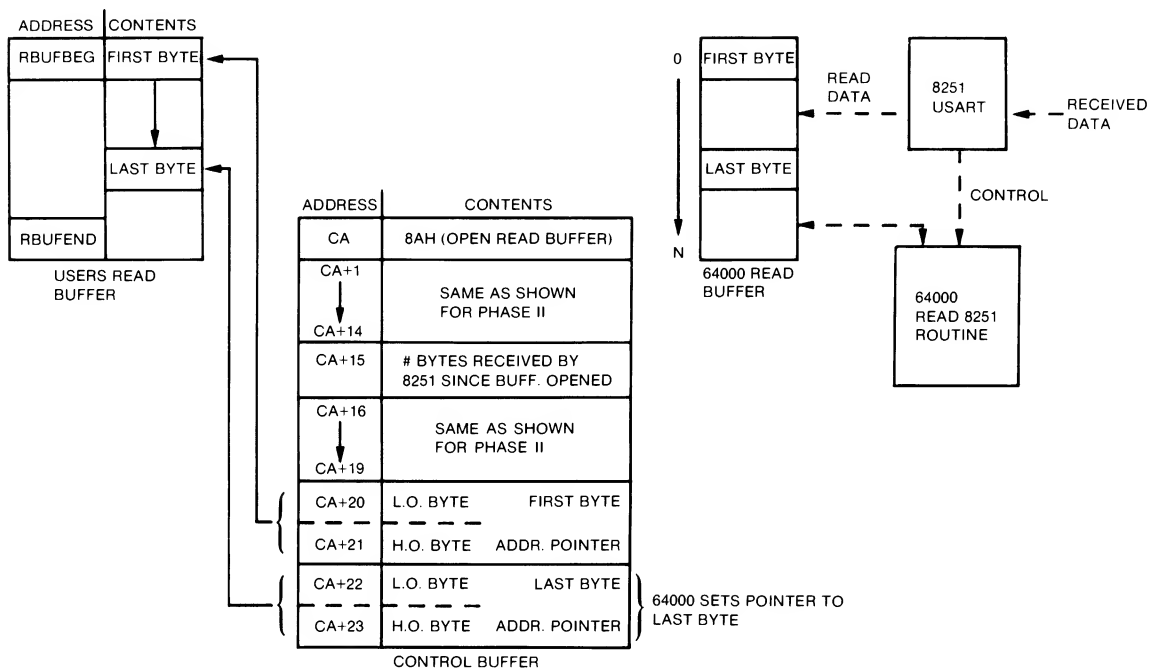 ADDRESS CONTENTS
RBUFBEG FIRST BYTE
LAST BYTE
RBUFEND
USERS READ
BUFFER
ADDRESS CONTENTS
CA 8AH (OPEN READ BUFFER)
CA+1
SAME AS SHOWN
FOR PHASE II
CA+14
CA+15 # BYTES RECEIVED BY
8251 SINCE BUFF. OPENED
CA+16
SAME AS SHOWN
FOR PHASE II
CA+19
CA+20 L.O. BYTE FIRST BYTE
CA+21 H.O. BYTE ADDR. POINTER
CA+22 L.O. BYTE LAST BYTE
CA+23 H.O. BYTE ADDR. POINTER
CONTROL BUFFER
64000 SETS POINTER TO
LAST BYTE
0 FIRST BYTE
LAST BYTE
N
64000 READ
BUFFER
READ
DATA
8251
USART
RECEIVED
DATA
CONTROL
64000
READ 8251
ROUTINE